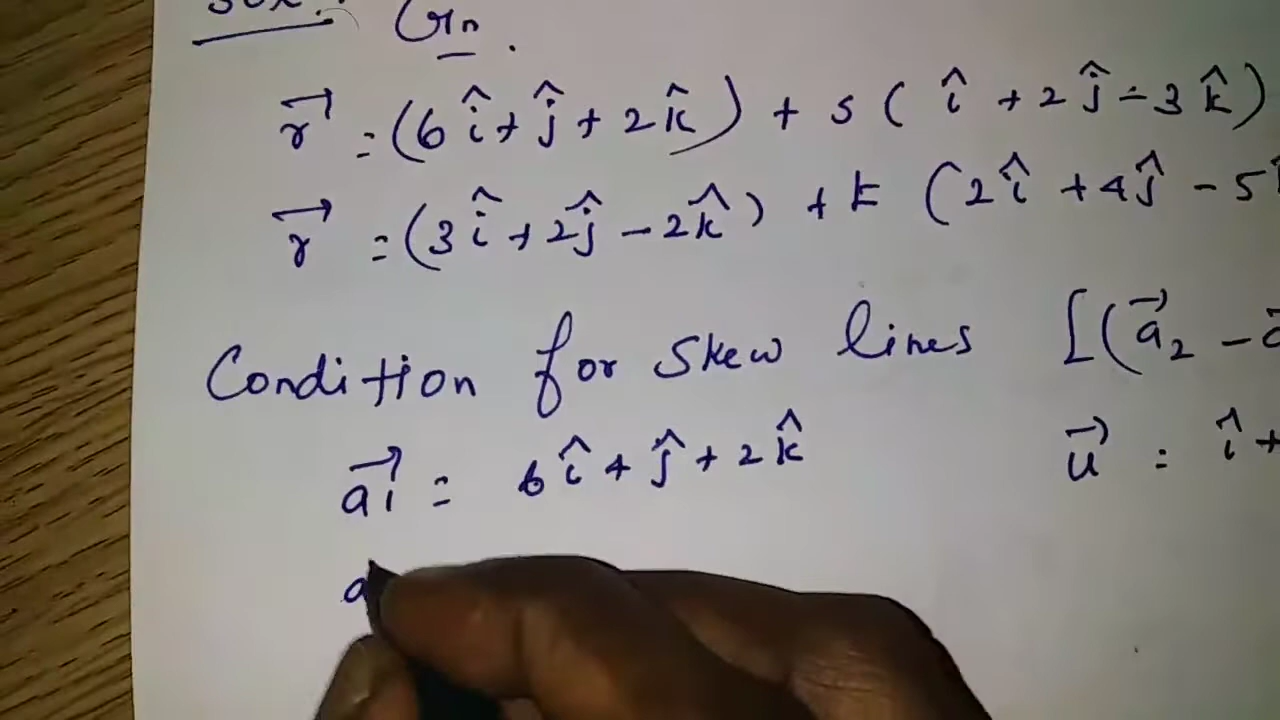 Gn.
r⃗ = (6î + ĵ + 2k̂) + s (î + 2ĵ - 3k̂)
r⃗ = (3î + 2ĵ - 2k̂) + t (2î + 4ĵ - 5
Condition for skew lines [(a⃗₂ -
a⃗₁ = 6î + ĵ + 2k̂ u⃗ = î +
a